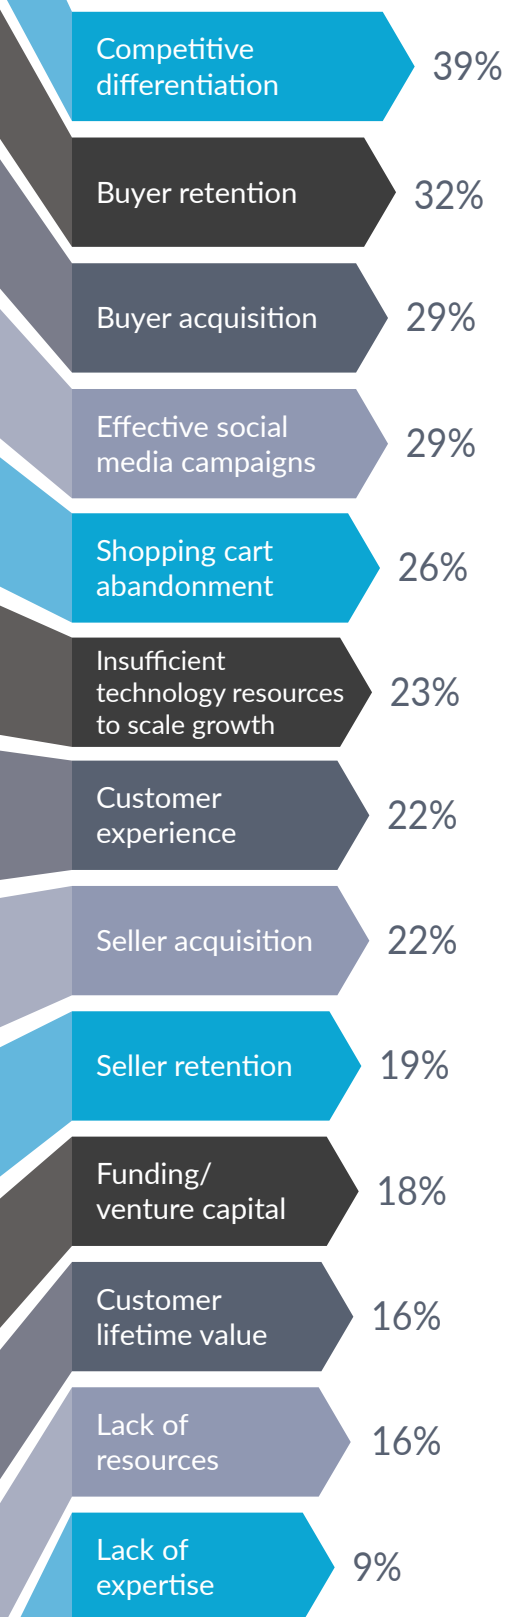 Competitive
differentiation
39%
Buyer retention
32%
Buyer acquisition
29%
Effective social
media campaigns
29%
Shopping cart
abandonment
26%
Insufficient
technology resources
to scale growth
23%
Customer
experience
22%
Seller acquisition
22%
Seller retention
19%
Funding/
venture capital
18%
Customer
lifetime value
16%
Lack of
resources
16%
Lack of
expertise
9%